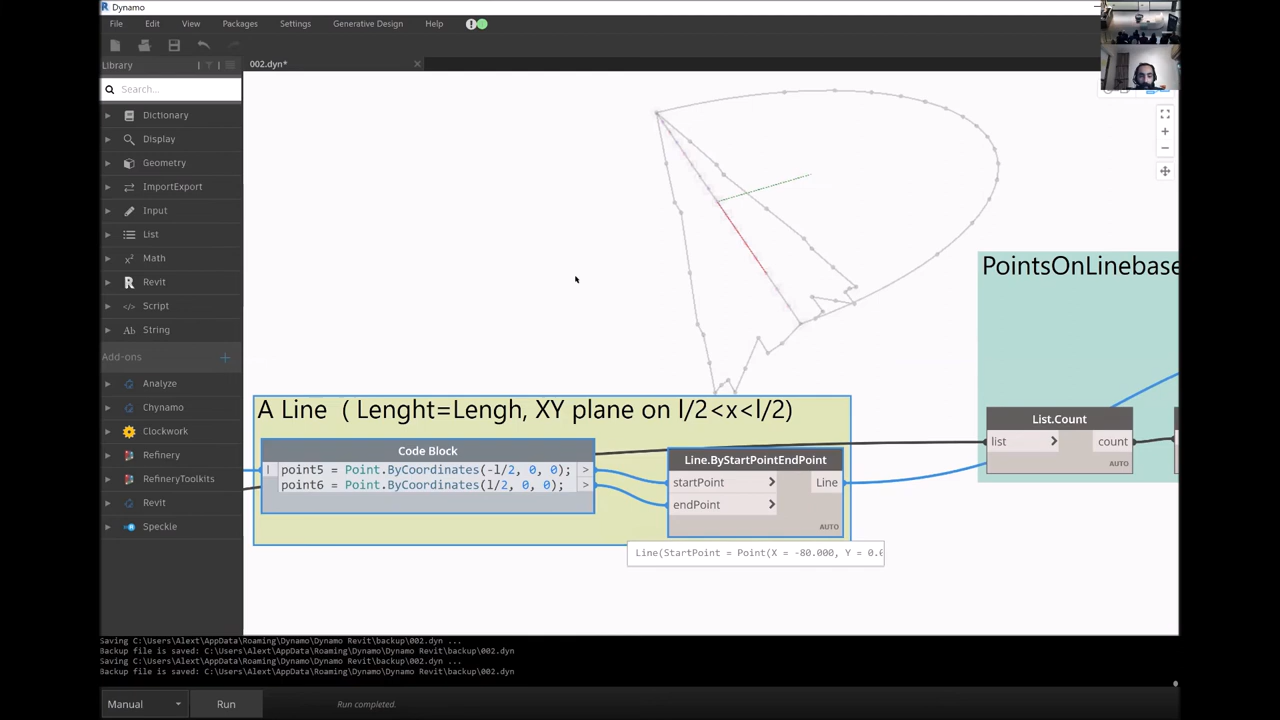 Dynamo
File Edit View Packages Settings Generative Design Help
Library
002.dyn*
Search...
Dictionary
Display
Geometry
ImportExport
Input
List
Math
Revit
Script
String
Add-ons
Analyze
Chynamo
Clockwork
Refinery
RefineryToolkits
Revit
Speckle
PointsOnLinebase
A Line ( Lenght=Lengh, XY plane on l/2<x<l/2)
Code Block
l point5 = Point.ByCoordinates(-l/2, 0, 0); >
point6 = Point.ByCoordinates(l/2, 0, 0); >
Line.ByStartPointEndPoint
startPoint > Line
endPoint >
AUTO
Line(StartPoint = Point(X = -80.000, Y = 0.0
List.Count
list > count
AUTO
Saving C:\Users\Alext\AppData\Roaming\Dynamo\Dynamo Revit\backup\002.dyn ...
Backup file is saved: C:\Users\Alext\AppData\Roaming\Dynamo\Dynamo Revit\backup\002.dyn
Saving C:\Users\Alext\AppData\Roaming\Dynamo\Dynamo Revit\backup\002.dyn ...
Backup file is saved: C:\Users\Alext\AppData\Roaming\Dynamo\Dynamo Revit\backup\002.dyn
Manual Run Run completed.